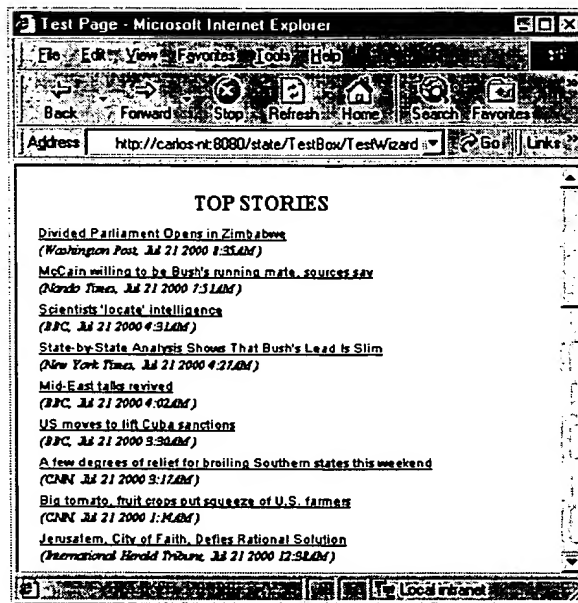 Test Page - Microsoft Internet Explorer
File Edit View Favorites Tools Help
Back Forward Stop Refresh Home Search Favorites
Address http://carlos-nt:8080/state/TestBox/TestWizard Go Links
TOP STORIES
Divided Parliament Opens in Zimbabwe
(Washington Post, Jul 21 2000 8:35AM)
McCain willing to be Bush's running mate, sources say
(Nando Times, Jul 21 2000 7:51AM)
Scientists 'locate' intelligence
(BBC, Jul 21 2000 4:31AM)
State-by-State Analysis Shows That Bush's Lead Is Slim
(New York Times, Jul 21 2000 4:27AM)
Mid-East talks revived
(BBC, Jul 21 2000 4:02AM)
US moves to lift Cuba sanctions
(BBC, Jul 21 2000 3:30AM)
A few degrees of relief for broiling Southern states this weekend
(CNN, Jul 21 2000 3:17AM)
Big tomato, fruit crops put squeeze of U.S. farmers
(CNN, Jul 21 2000 1:14AM)
Jerusalem, City of Faith, Defies Rational Solution
(International Herald Tribune, Jul 21 2000 12:58AM)
Local intranet